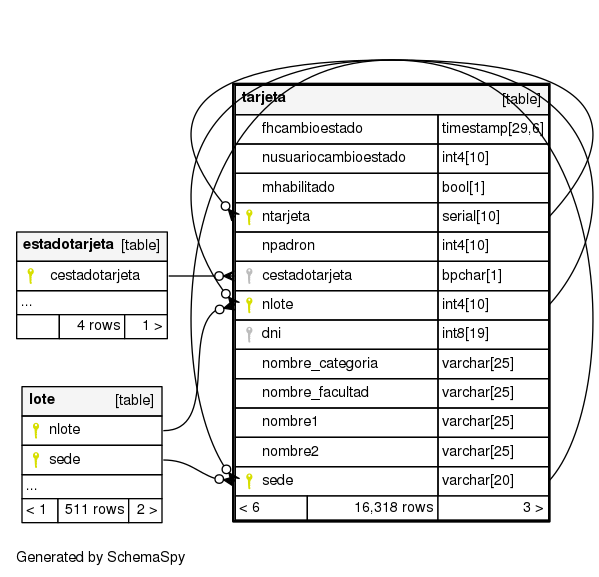 tarjeta [table]
fhcambioestado timestamp[29,6]
nusuariocambioestado int4[10]
mhabilitado bool[1]
ntarjeta serial[10]
npadron int4[10]
cestadotarjeta bpchar[1]
nlote int4[10]
dni int8[19]
nombre_categoria varchar[25]
nombre_facultad varchar[25]
nombre1 varchar[25]
nombre2 varchar[25]
sede varchar[20]
< 6 16,318 rows 3 >
estadotarjeta [table]
cestadotarjeta
...
4 rows 1 >
lote [table]
nlote
sede
...
< 1 511 rows 2 >
Generated by SchemaSpy